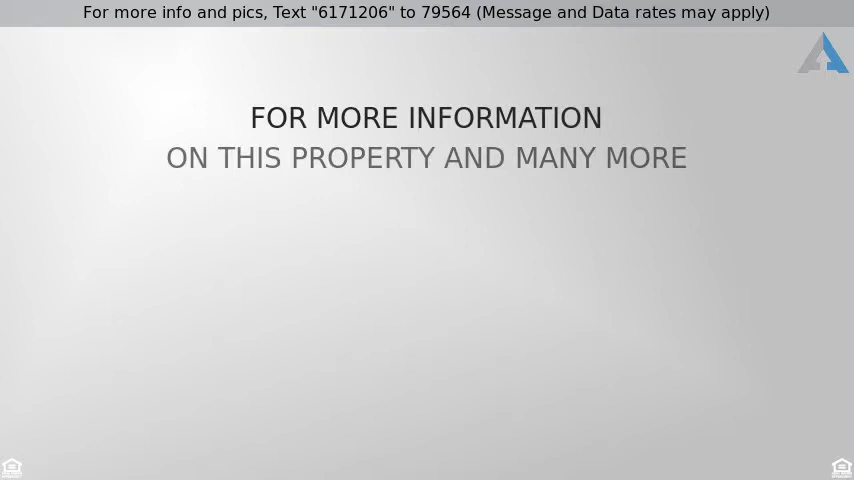 For more info and pics, Text "6171206" to 79564 (Message and Data rates may apply)
FOR MORE INFORMATION
ON THIS PROPERTY AND MANY MORE